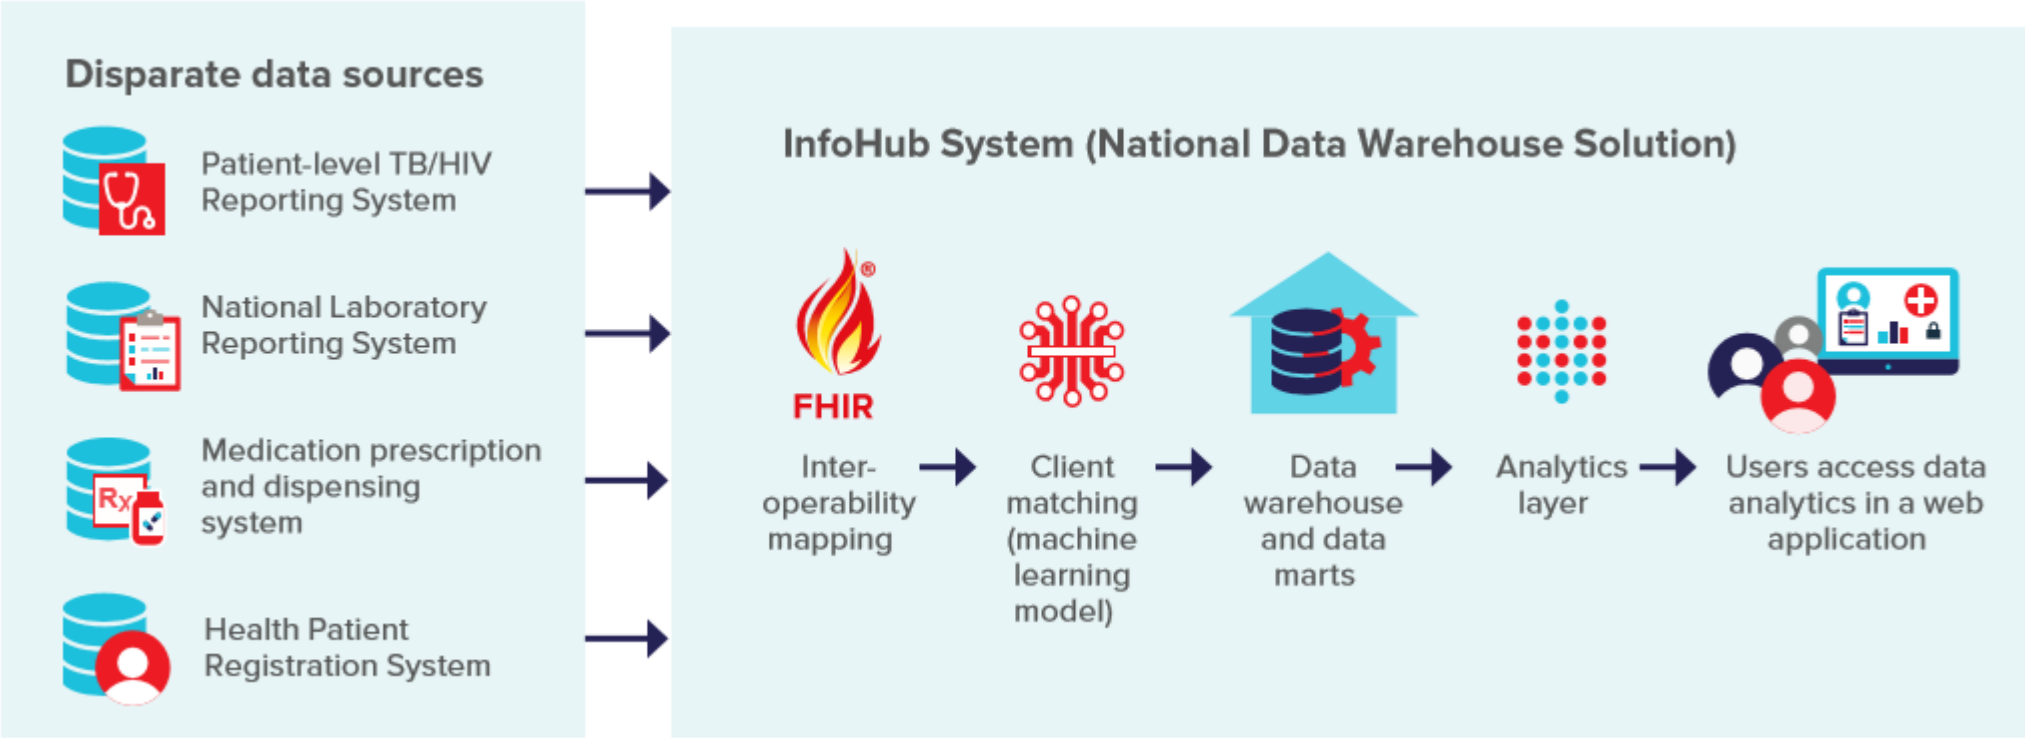 Disparate data sources
Patient-level TB/HIV
Reporting System
National Laboratory
Reporting System
Rx
Medication prescription
and dispensing
system
Health Patient
Registration System
InfoHub System (National Data Warehouse Solution)
®
FHIR
Inter-
operability
mapping
Client
matching
(machine
learning
model)
Data
warehouse
and data
marts
Analytics
layer
Users access data
analytics in a web
application